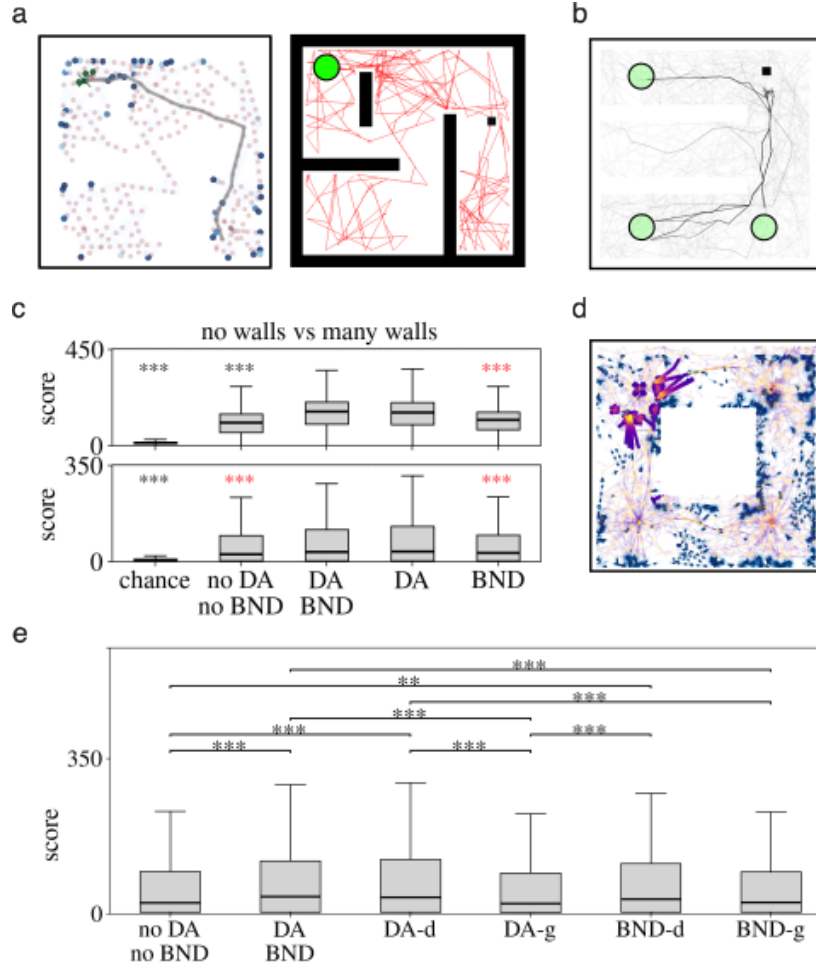 a
b
c
no walls vs many walls
450
score
0
*** *** ***
350
score
0
*** *** ***
chance
no DA
no BND
DA
BND
DA
BND
d
e
***
**
***
***
*** ***
*** ***
350
score
0
no DA
no BND
DA
BND
DA-d
DA-g
BND-d
BND-g